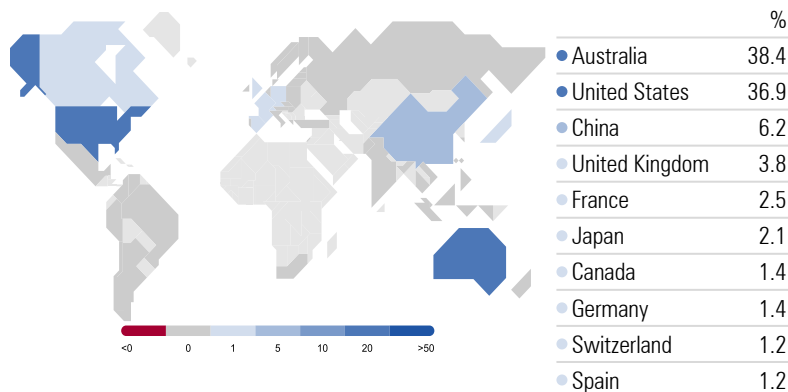 %
Australia 38.4
United States 36.9
China 6.2
United Kingdom 3.8
France 2.5
Japan 2.1
Canada 1.4
Germany 1.4
Switzerland 1.2
Spain 1.2
<0 0 1 5 10 20 >50